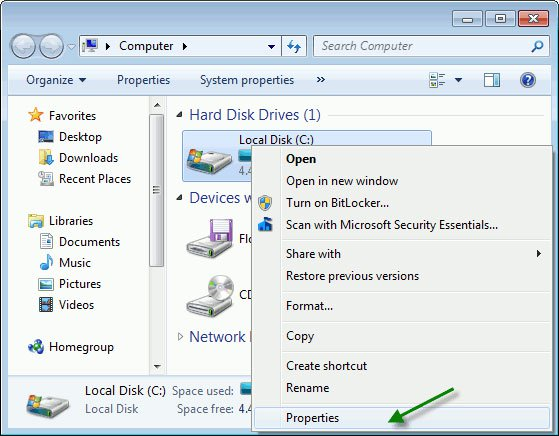 Computer
Search Computer
Organize
Properties
System properties
»
Favorites
Desktop
Downloads
Recent Places
Libraries
Documents
Music
Pictures
Videos
Homegroup
Hard Disk Drives (1)
Local Disk (C:)
4.4
Devices w
Flo
CD
Network
Open
Open in new window
Turn on BitLocker...
Scan with Microsoft Security Essentials...
Share with
Restore previous versions
Format...
Copy
Create shortcut
Rename
Properties
Local Disk (C:) Space used:
Local Disk Space free: 4.4